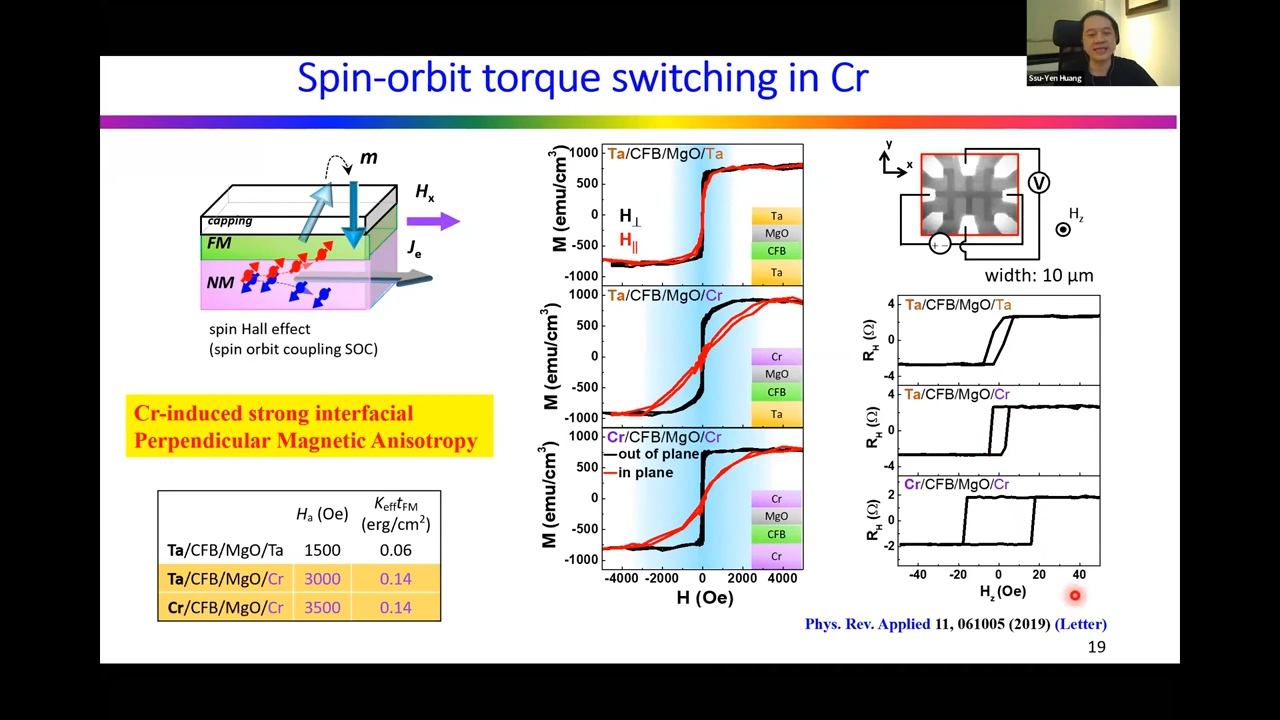 Ssu-Yen Huang
Spin-orbit torque switching in Cr
m
Hx
Je
capping
FM
NM
spin Hall effect
(spin orbit coupling SOC)
Cr-induced strong interfacial
Perpendicular Magnetic Anisotropy
Ha (Oe)
KefftFM
(erg/cm2)
Ta/CFB/MgO/Ta 1500 0.06
Ta/CFB/MgO/Cr 3000 0.14
Cr/CFB/MgO/Cr 3500 0.14
Ta/CFB/MgO/Ta
M (emu/cm3)
1000
500
0
-500
-1000
H⊥
H||
Ta
MgO
CFB
Ta
Ta/CFB/MgO/Cr
M (emu/cm3)
1000
500
0
-500
-1000
Cr
MgO
CFB
Ta
Cr/CFB/MgO/Cr
out of plane
in plane
M (emu/cm3)
1000
500
0
-500
-1000
Cr
MgO
CFB
Cr
-4000 -2000 0 2000 4000
H (Oe)
y
x
V
+ -
Hz
width: 10 μm
Ta/CFB/MgO/Ta
RH (Ω)
4
0
-4
Ta/CFB/MgO/Cr
RH (Ω)
4
0
-4
Cr/CFB/MgO/Cr
RH (Ω)
2
0
-2
-40 -20 0 20 40
Hz (Oe)
Phys. Rev. Applied 11, 061005 (2019) (Letter)
19